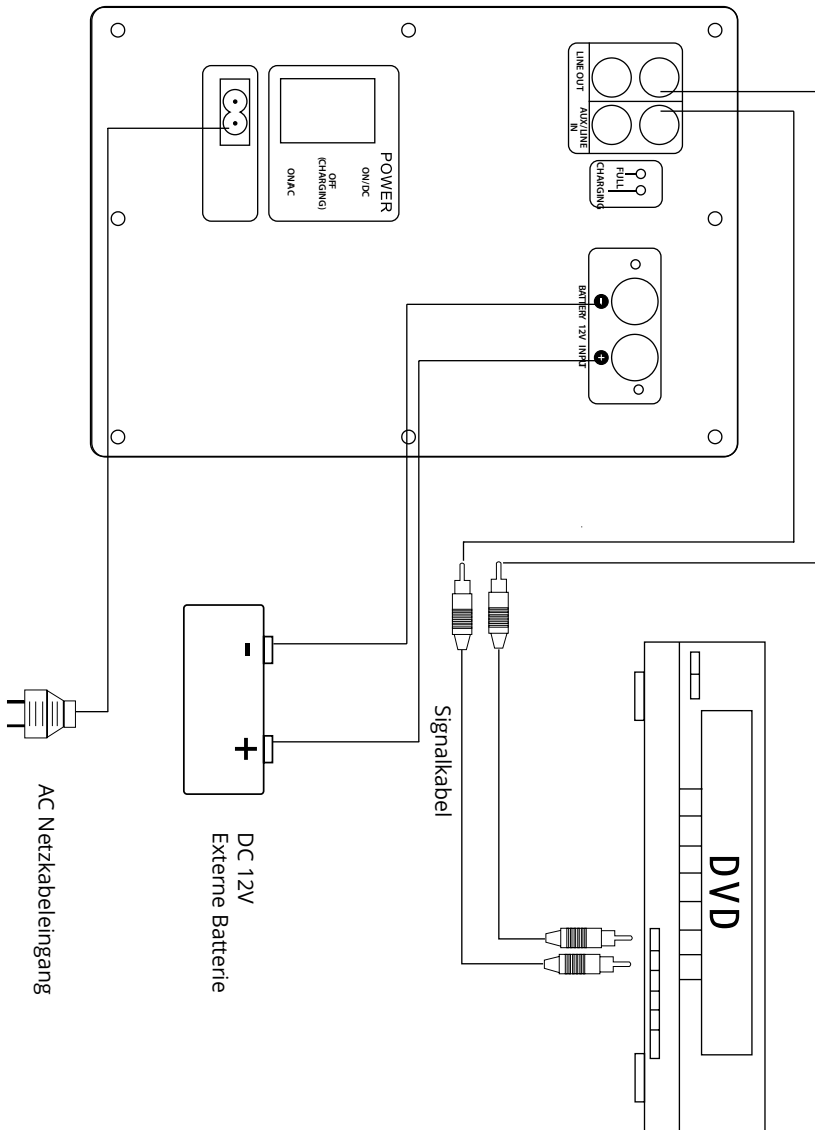 LINE OUT
AUX/LINE
IN
FULL
CHARGING
BATTERY 12V INPUT
- +
POWER
ON/DC
OFF
(CHARGING)
ON/AC
DVD
Signalkabel
- +
DC 12V
Externe Batterie
AC Netzkabeleingang